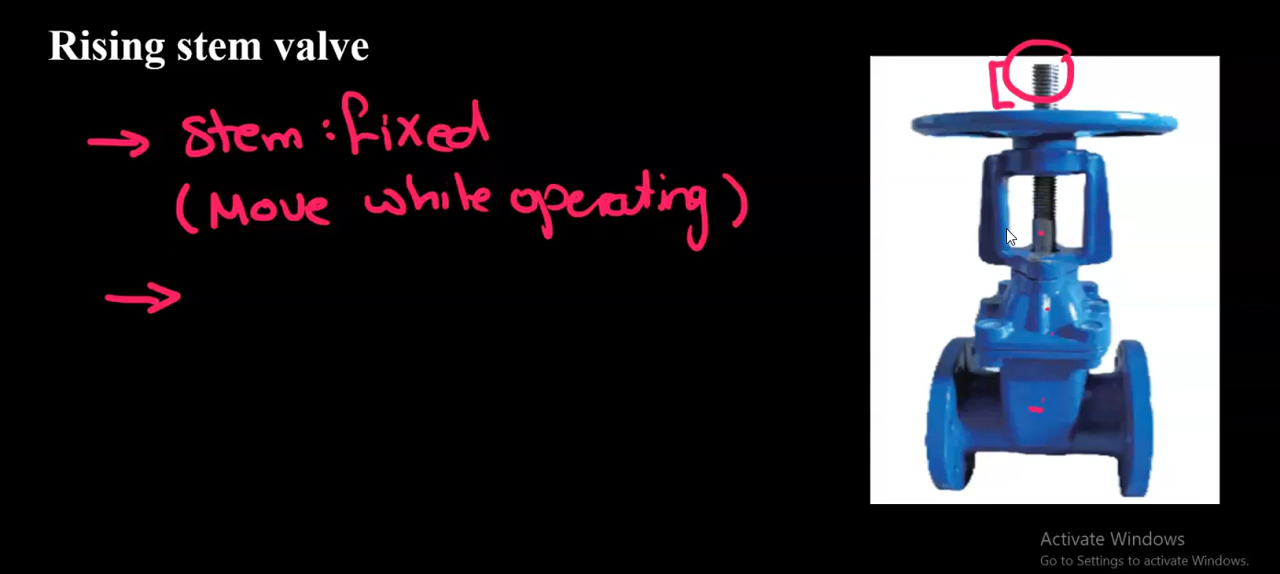 Rising stem valve
→ Stem : fixed
(Move while operating)
→
Activate Windows
Go to Settings to activate Windows.